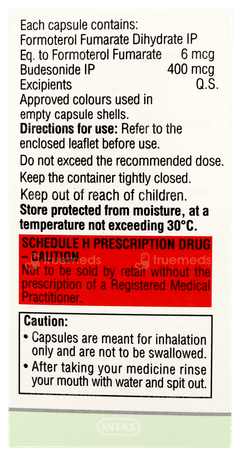 Each capsule contains:
Formoterol Fumarate Dihydrate IP
Eq. to Formoterol Fumarate 6 mcg
Budesonide IP 400 mcg
Excipients Q.S.
Approved colours used in
empty capsule shells.
Directions for use: Refer to the
enclosed leaflet before use.
Do not exceed the recommended dose.
Keep the container tightly closed.
Keep out of reach of children.
Store protected from moisture, at a
temperature not exceeding 30°C.
SCHEDULE H PRESCRIPTION DRUG
– CAUTION
truemeds truemeds truemeds
Not to be sold by retail without the
prescription of a Registered Medical
Practitioner.
Caution:
• Capsules are meant for inhalation
only and are not to be swallowed.
• After taking your medicine rinse
your mouth with water and spit out.
INTAS